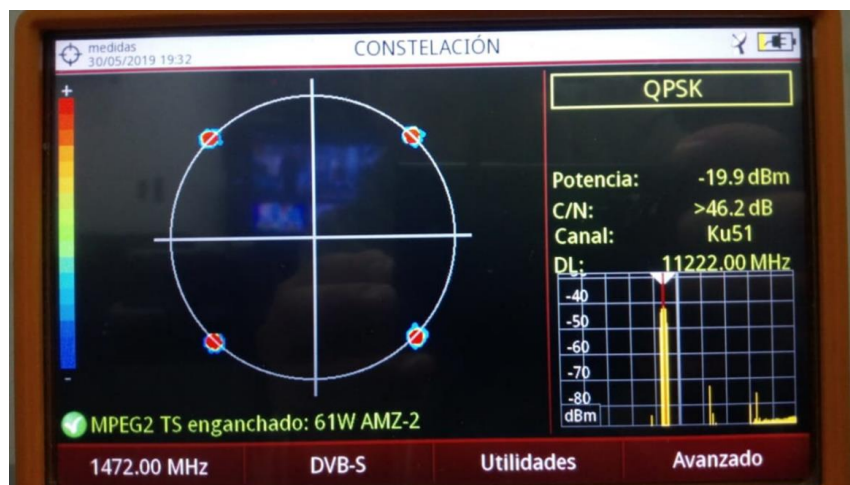 medidas
30/05/2019 19:32
CONSTELACIÓN
+
QPSK
Potencia: -19.9 dBm
C/N: >46.2 dB
Canal: Ku51
DL: 11222.00 MHz
-40
-50
-60
-70
-80
dBm
-
MPEG2 TS enganchado: 61W AMZ-2
1472.00 MHz DVB-S Utilidades Avanzado